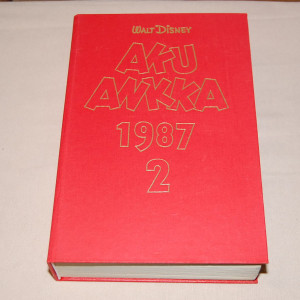 WALT DISNEY
AKU
ANKKA
1987
2